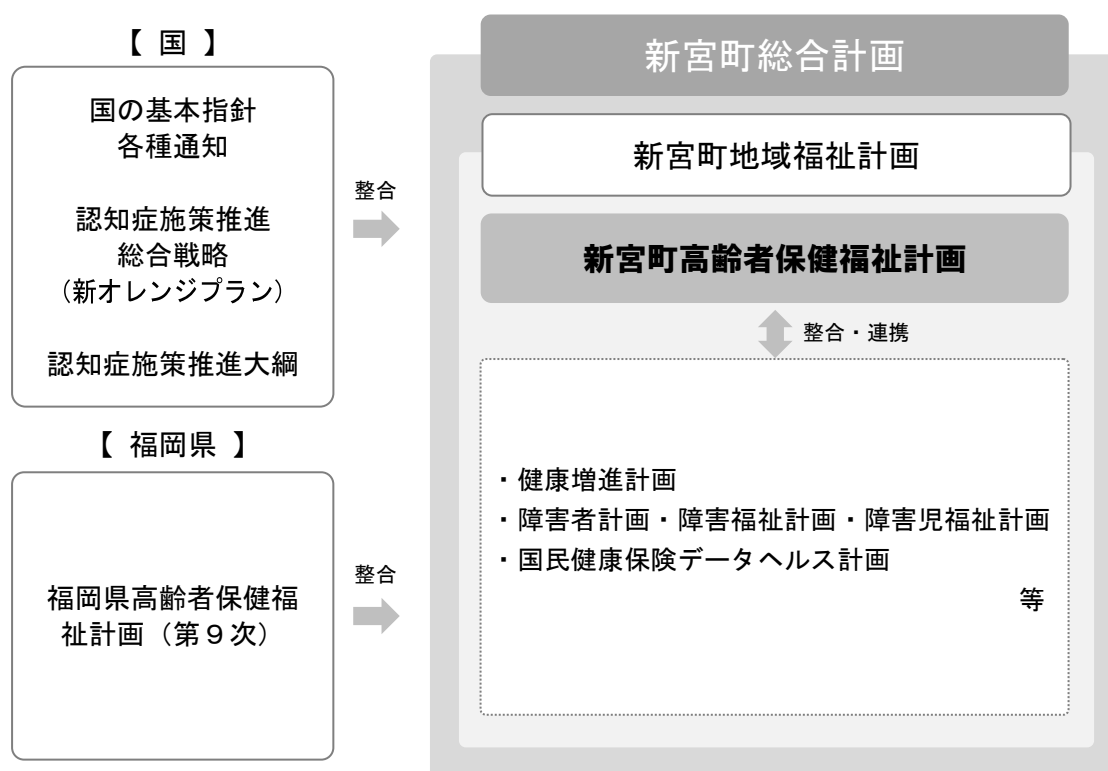 【 国 】
国の基本指針
各種通知
認知症施策推進
総合戦略
（新オレンジプラン）
認知症施策推進大綱
整合
【 福岡県 】
福岡県高齢者保健福
祉計画（第９次）
整合
新宮町総合計画
新宮町地域福祉計画
新宮町高齢者保健福祉計画
整合・連携
・健康増進計画
・障害者計画・障害福祉計画・障害児福祉計画
・国民健康保険データヘルス計画
等